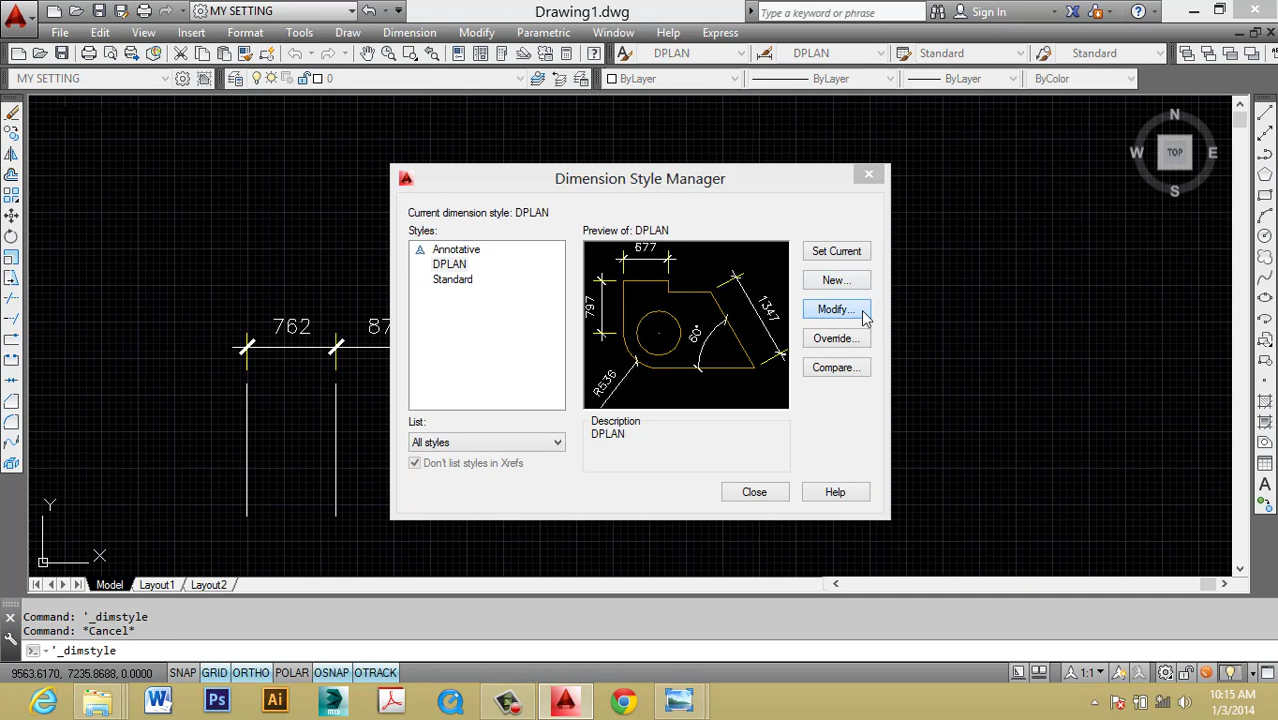 MY SETTING
Drawing1.dwg
Type a keyword or phrase
Sign In
File Edit View Insert Format Tools Draw Dimension Modify Parametric Window Help Express
DPLAN DPLAN Standard Standard
MY SETTING 0 ByLayer ByLayer ByLayer ByColor
N
W TOP E
S
Dimension Style Manager
Current dimension style: DPLAN
Styles:
Annotative
DPLAN
Standard
Preview of: DPLAN
677
797
1347
60°
R536
Set Current
New...
Modify...
Override...
Compare...
762 87
List:
All styles
Don't list styles in Xrefs
Description
DPLAN
Close Help
Y
X
Model Layout1 Layout2
Command: '_dimstyle
Command: *Cancel*
'_dimstyle
9563.6170, 7235.8688, 0.0000 SNAP GRID ORTHO POLAR OSNAP OTRACK 1:1
W Ps Ai
10:15 AM
1/3/2014